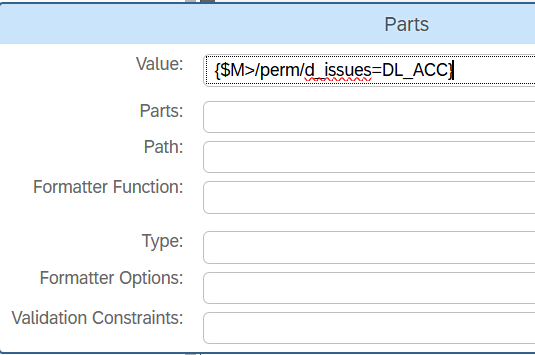 Parts
Value: {$M>/perm/d_issues=DL_ACC}
Parts:
Path:
Formatter Function:
Type:
Formatter Options:
Validation Constraints: